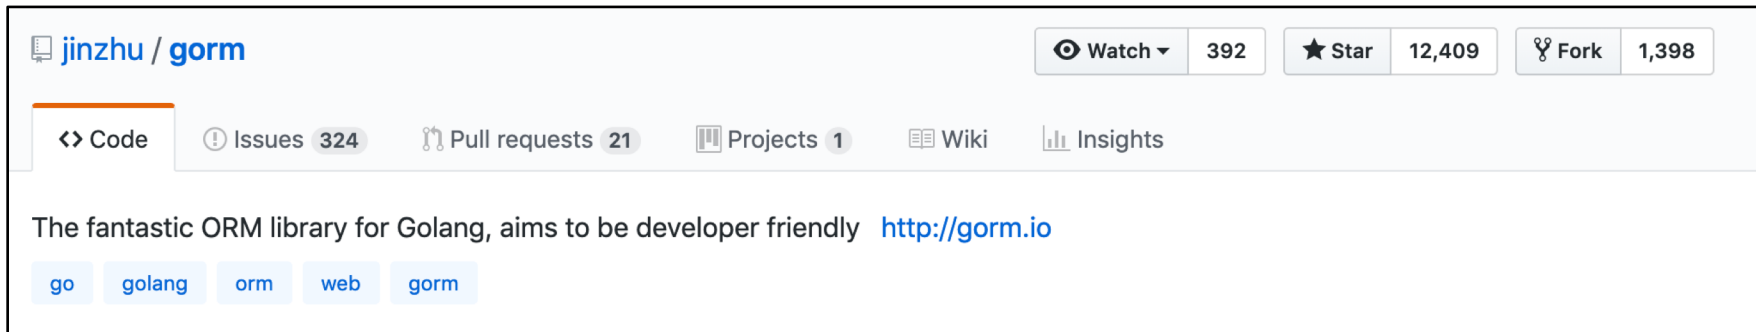 jinzhu / gorm Watch 392 Star 12,409 Fork 1,398
Code Issues 324 Pull requests 21 Projects 1 Wiki Insights
The fantastic ORM library for Golang, aims to be developer friendly http://gorm.io
go golang orm web gorm